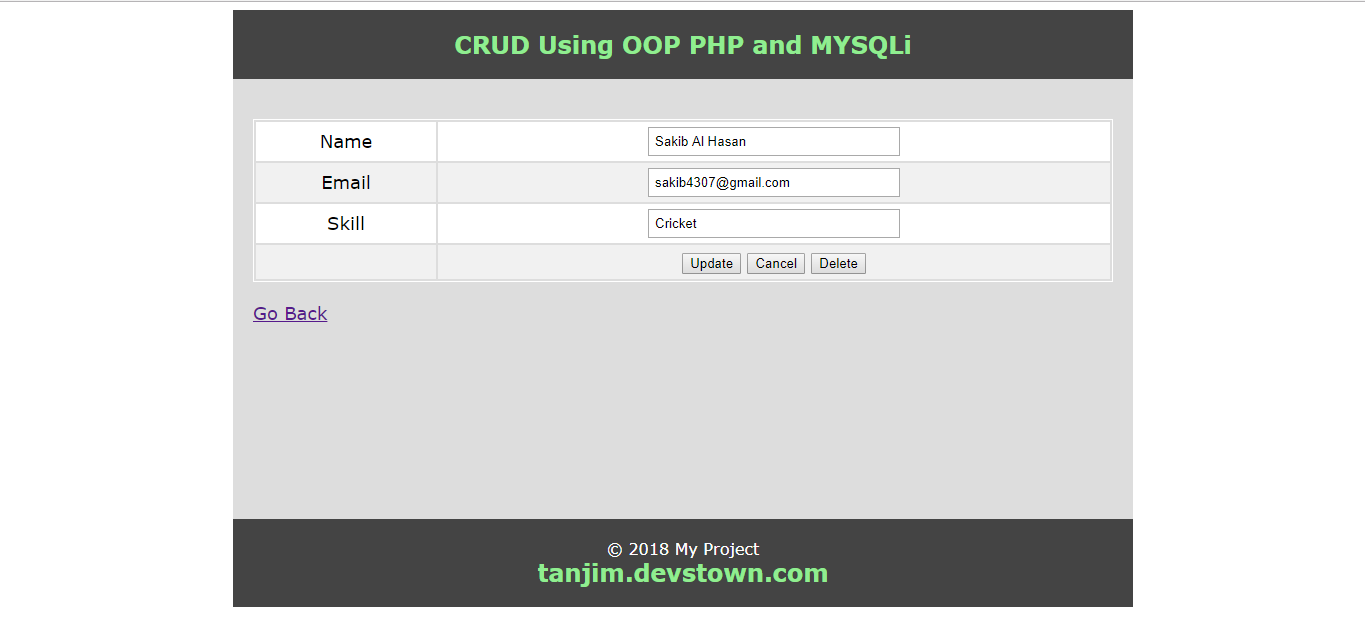 CRUD Using OOP PHP and MYSQLi
Name Sakib Al Hasan
Email sakib4307@gmail.com
Skill Cricket
Update Cancel Delete
Go Back
© 2018 My Project
tanjim.devstown.com